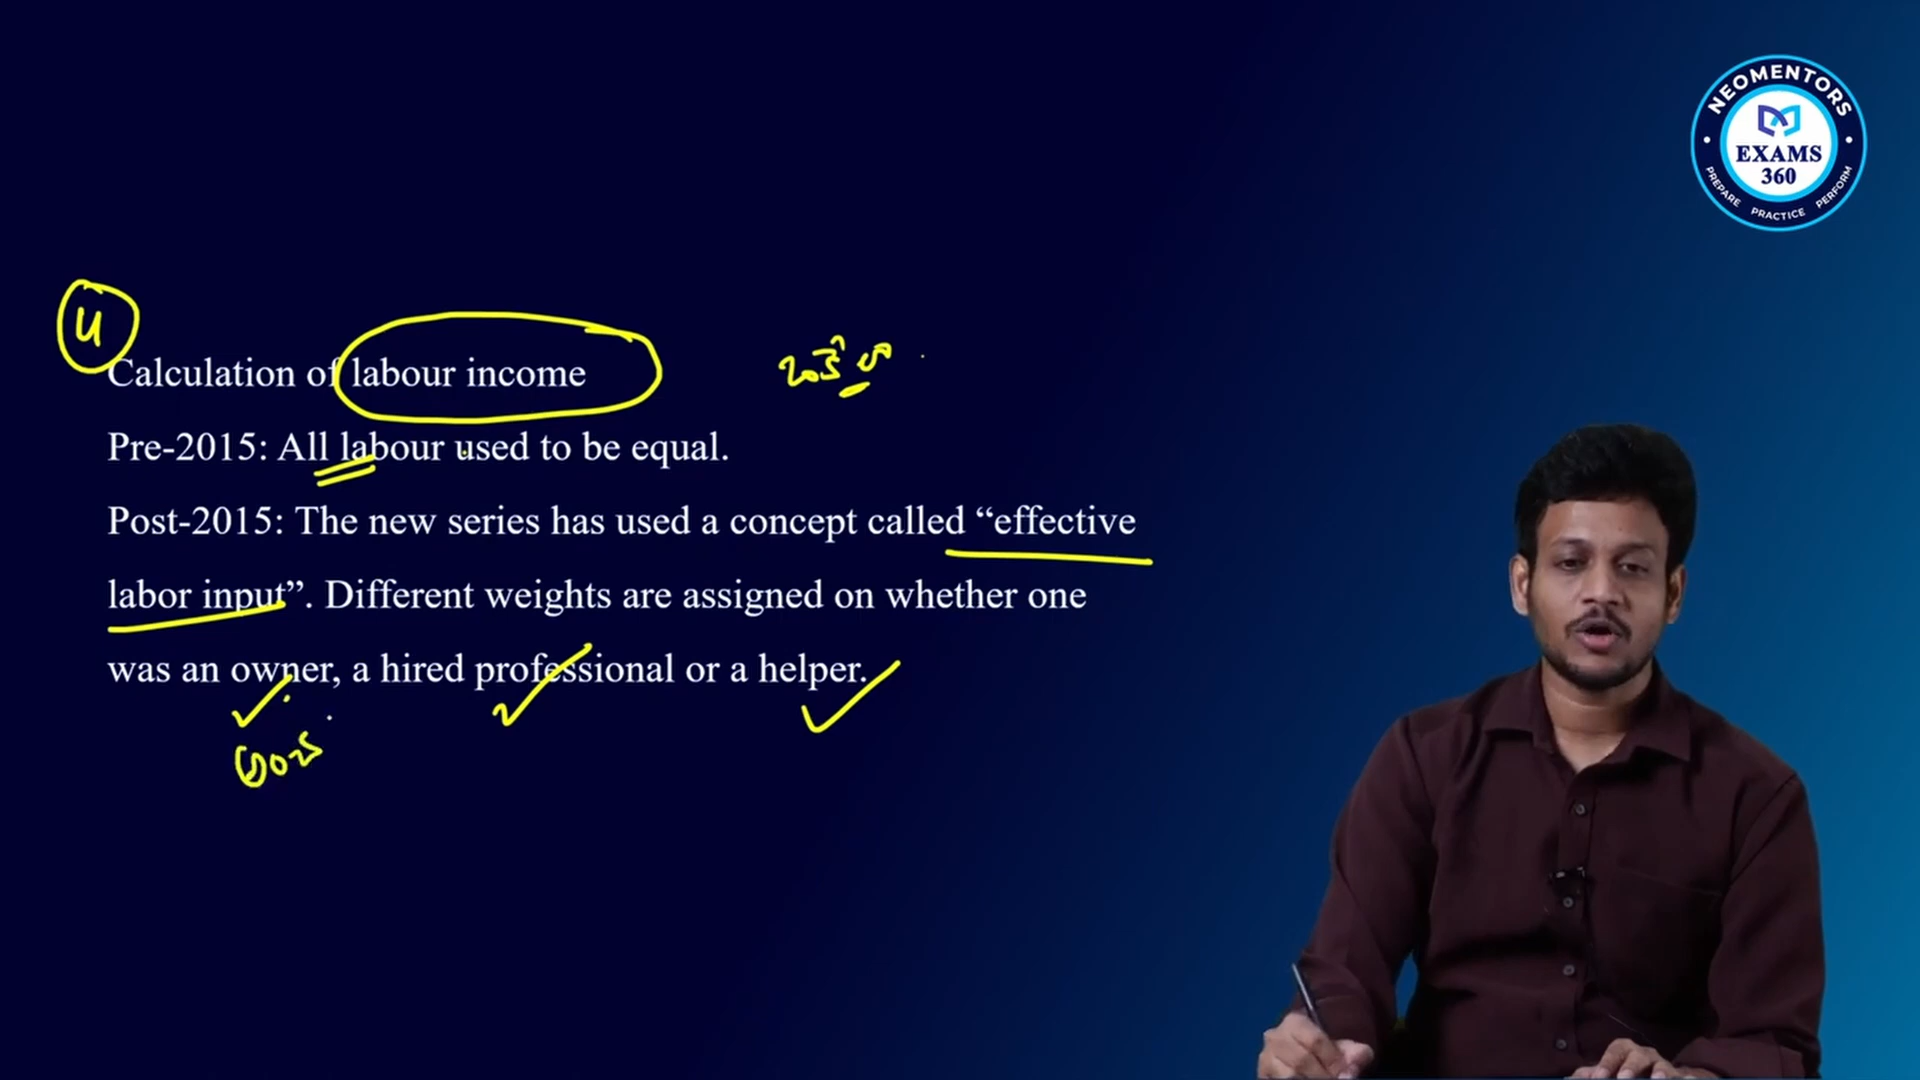 NEOMENTORS
EXAMS
360
PREPARE PRACTICE PERFORM
4
Calculation of labour income
Pre-2015: All labour used to be equal.
Post-2015: The new series has used a concept called “effective
labor input”. Different weights are assigned on whether one
was an owner, a hired professional or a helper.